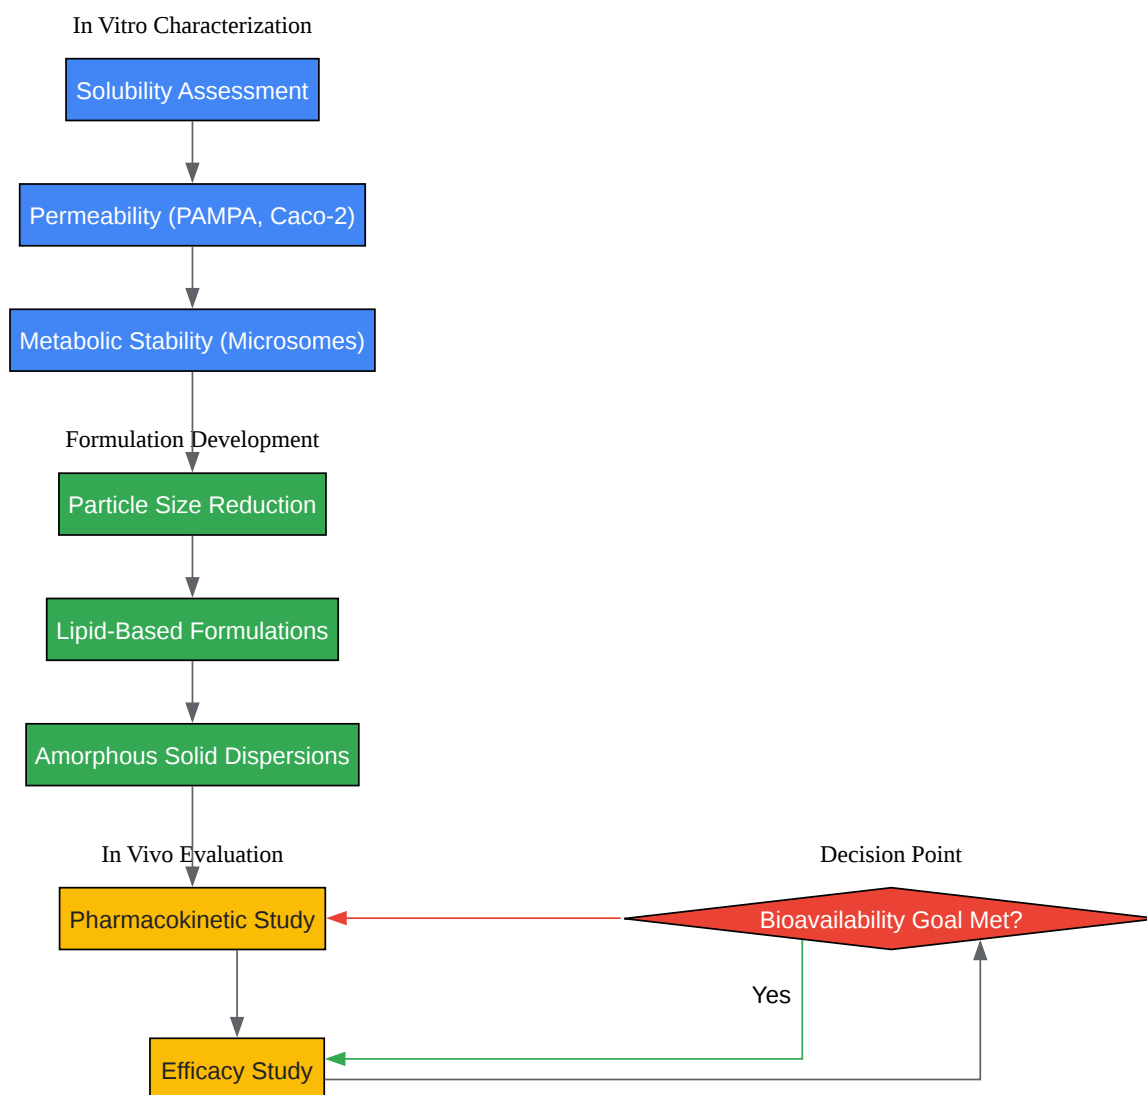 In Vitro Characterization
Solubility Assessment
Permeability (PAMPA, Caco-2)
Metabolic Stability (Microsomes)
Formulation Development
Particle Size Reduction
Lipid-Based Formulations
Amorphous Solid Dispersions
In Vivo Evaluation
Decision Point
Pharmacokinetic Study
Bioavailability Goal Met?
Yes
Efficacy Study